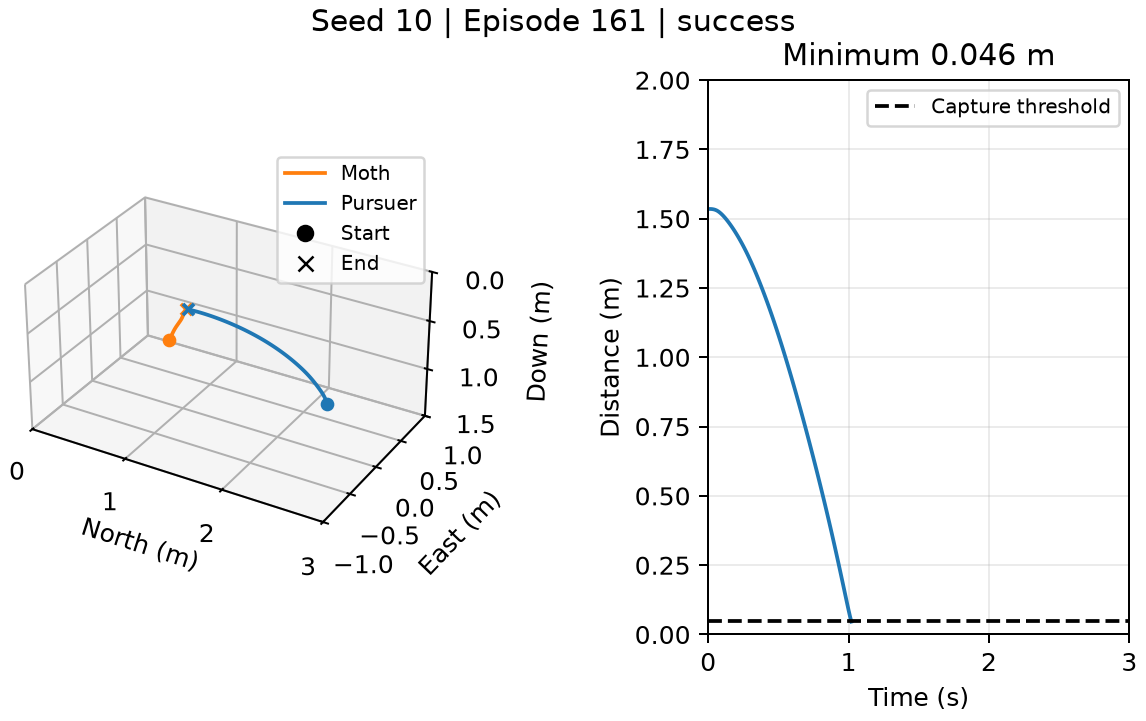 Seed 10 | Episode 161 | success
Moth
Pursuer
Start
End
0.0
0.5
1.0
1.5
Down (m)
1.0
0.5
0.0
−0.5
−1.0
East (m)
0
1
2
3
North (m)
Minimum 0.046 m
Capture threshold
2.00
1.75
1.50
1.25
1.00
0.75
0.50
0.25
0.00
Distance (m)
0 1 2 3
Time (s)